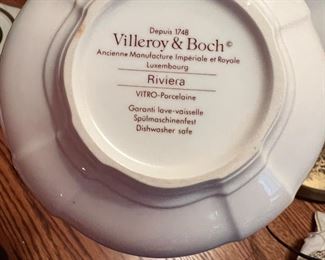 Depuis 1748
Villeroy & Boch©
Ancienne Manufacture Impériale et Royale
Luxembourg
Riviera
VITRO-Porcelaine
Garanti lave-vaisselle
Spülmaschinenfest
Dishwasher safe